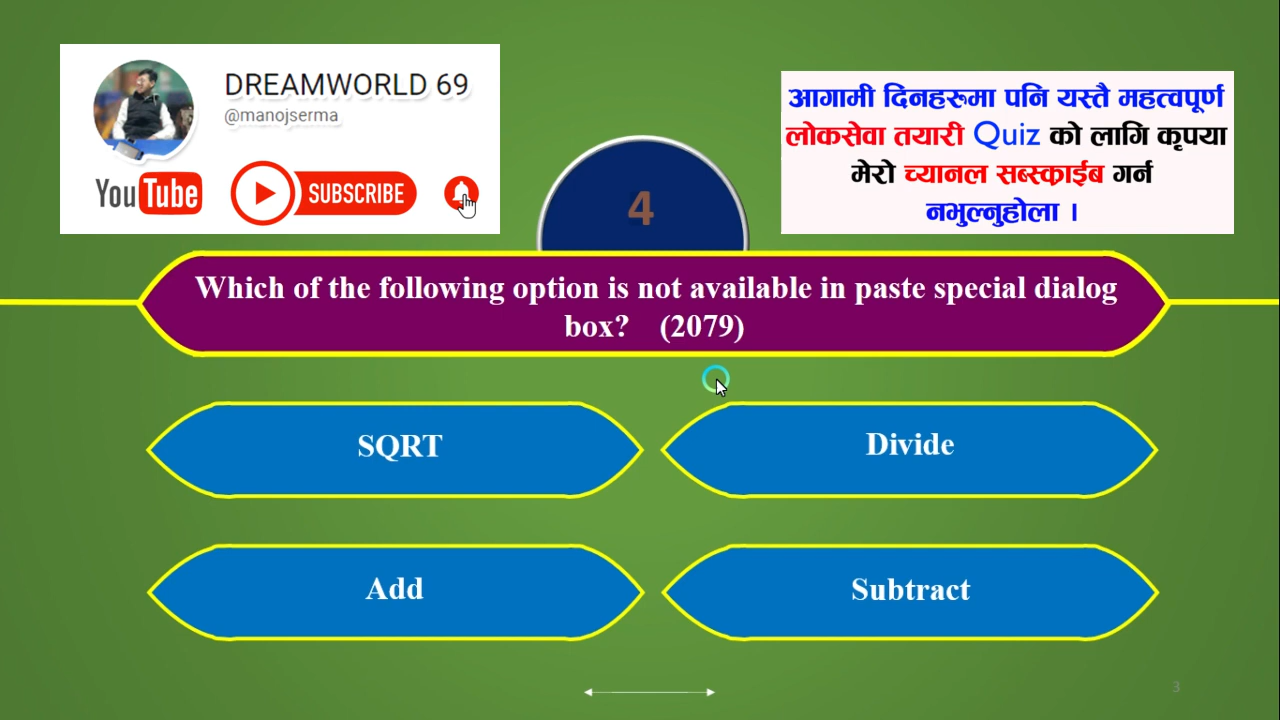 DREAMWORLD 69
@manojserma
YouTube
SUBSCRIBE
आगामी दिनहरुमा पनि यस्तै महत्वपूर्ण
लोकसेवा तयारी Quiz को लागि कृपया
मेरो च्यानल सब्स्क्राईब गर्न
नभुल्नुहोला ।
4
Which of the following option is not available in paste special dialog
box? (2079)
SQRT
Divide
Add
Subtract
3